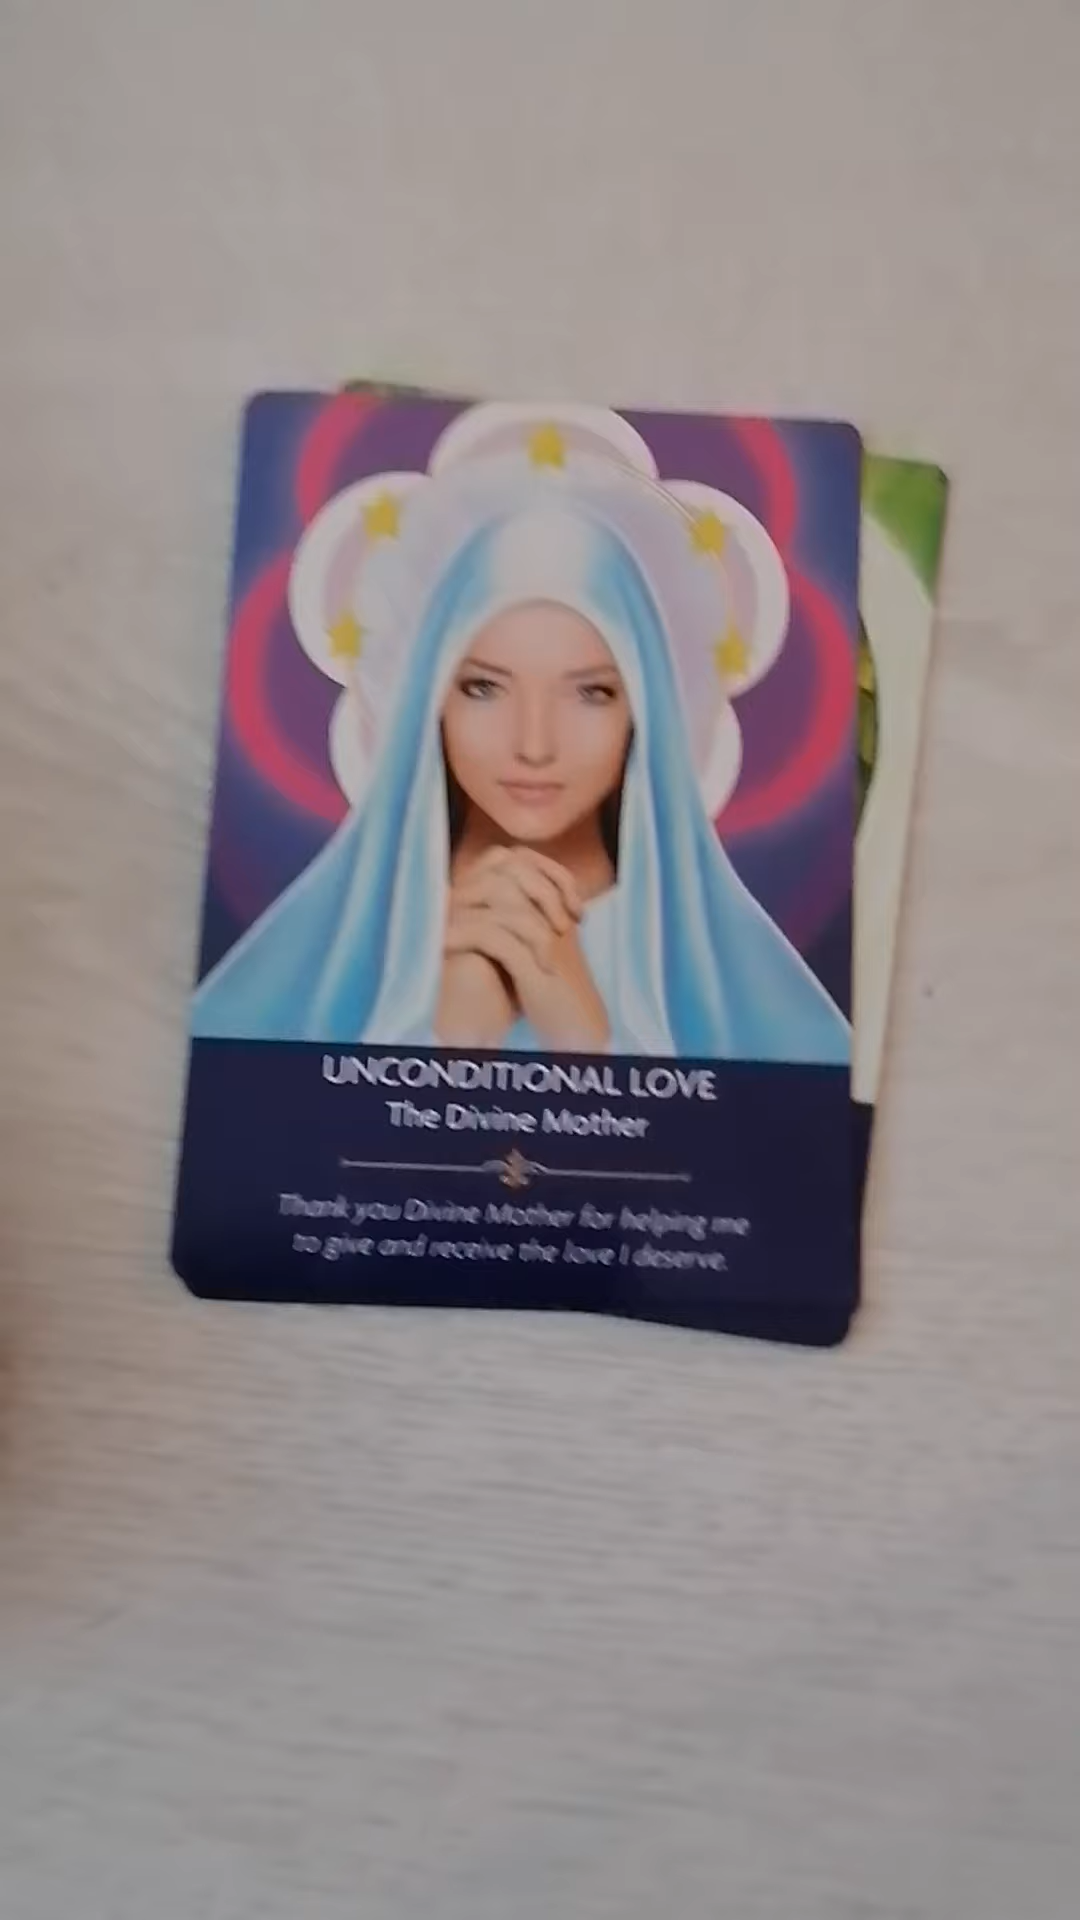 UNCONDITIONAL LOVE
The Divine Mother
Thank you Divine Mother for helping me
to give and receive the love I deserve.